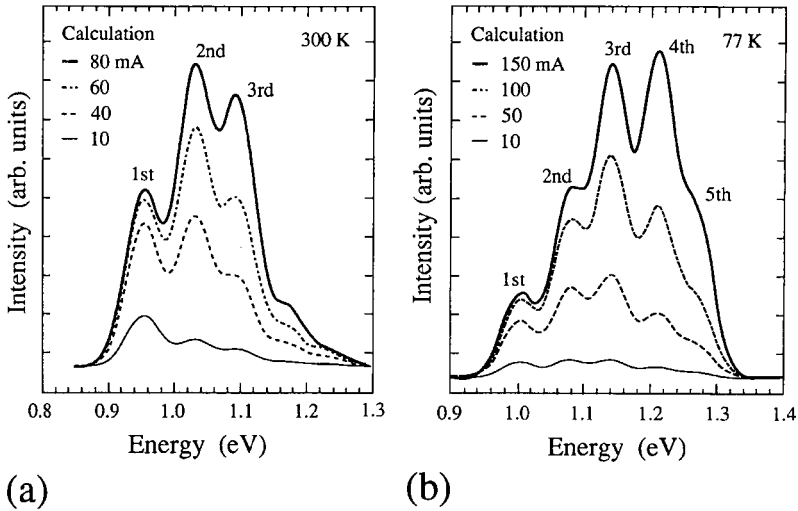 Calculation
300 K
80 mA
60
40
10
1st
2nd
3rd
Intensity (arb. units)
0.8 0.9 1.0 1.1 1.2 1.3
Energy (eV)
(a)
Calculation
77 K
150 mA
100
50
10
1st
2nd
3rd
4th
5th
Intensity (arb. units)
0.9 1.0 1.1 1.2 1.3 1.4
Energy (eV)
(b)